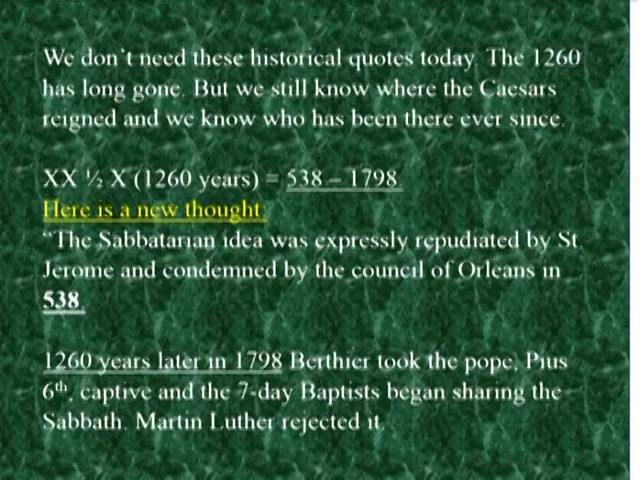 We don't need these historical quotes today. The 1260
has long gone. But we still know where the Caesars
reigned and we know who has been there ever since.
XX ½ X (1260 years) = 538 – 1798.
Here is a new thought:
"The Sabbatarian idea was expressly repudiated by St.
Jerome and condemned by the council of Orleans in
538.
1260 years later in 1798 Berthier took the pope, Pius
6th, captive and the 7-day Baptists began sharing the
Sabbath. Martin Luther rejected it.